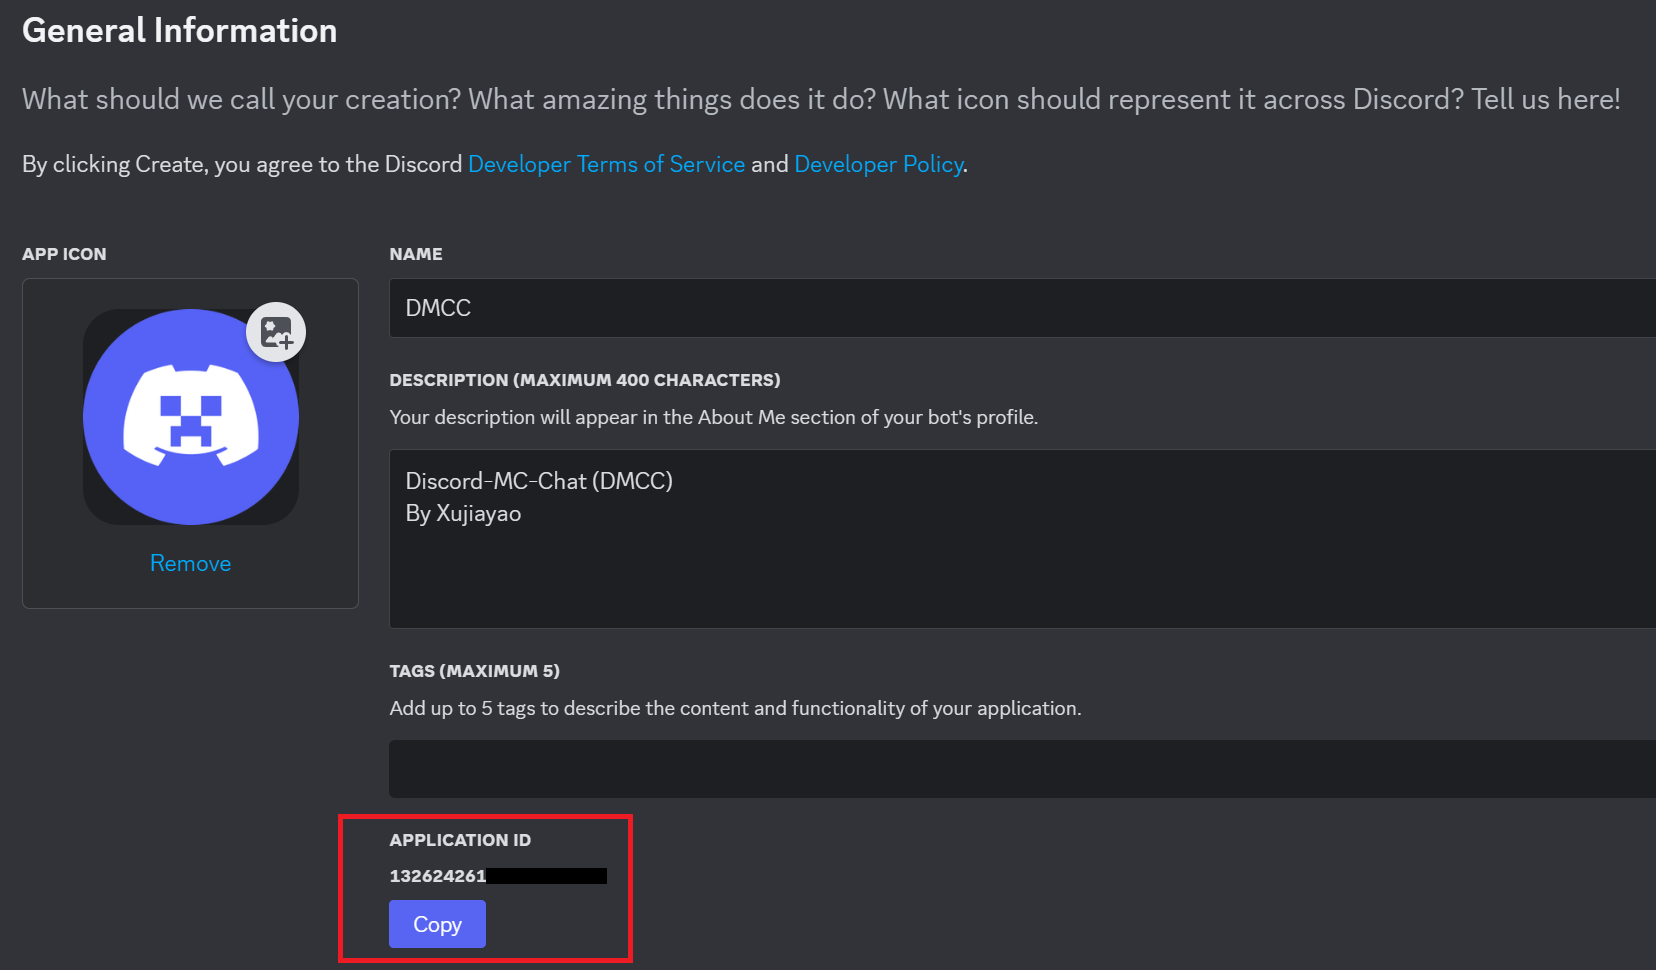 General Information
What should we call your creation? What amazing things does it do? What icon should represent it across Discord? Tell us here!
By clicking Create, you agree to the Discord Developer Terms of Service and Developer Policy.
APP ICON
Remove
NAME
DMCC
DESCRIPTION (MAXIMUM 400 CHARACTERS)
Your description will appear in the About Me section of your bot's profile.
Discord-MC-Chat (DMCC)
By Xujiayao
TAGS (MAXIMUM 5)
Add up to 5 tags to describe the content and functionality of your application.
APPLICATION ID
132624261
Copy